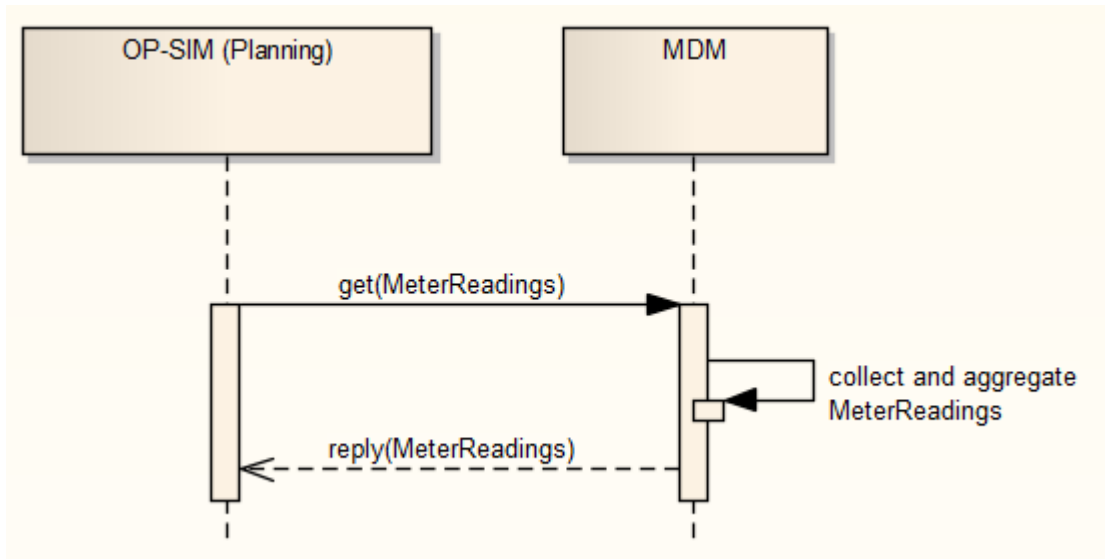 OP-SIM (Planning)
MDM
get(MeterReadings)
collect and aggregate
MeterReadings
reply(MeterReadings)